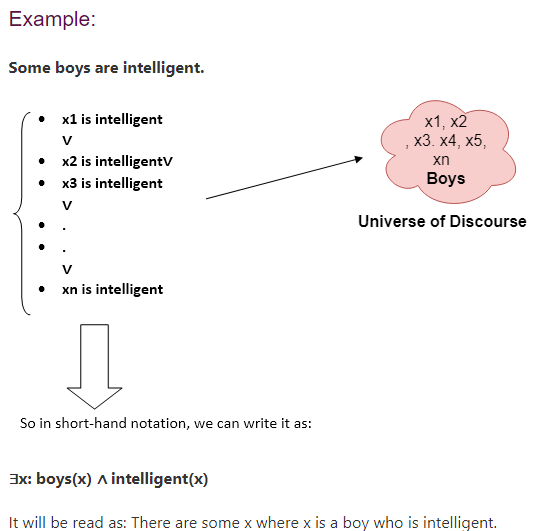 Example:
Some boys are intelligent.
• x1 is intelligent
V
• x2 is intelligentV
• x3 is intelligent
V
• .
• .
V
• xn is intelligent
x1, x2
, x3. x4, x5,
xn
Boys
Universe of Discourse
So in short-hand notation, we can write it as:
∃x: boys(x) ∧ intelligent(x)
It will be read as: There are some x where x is a boy who is intelligent.